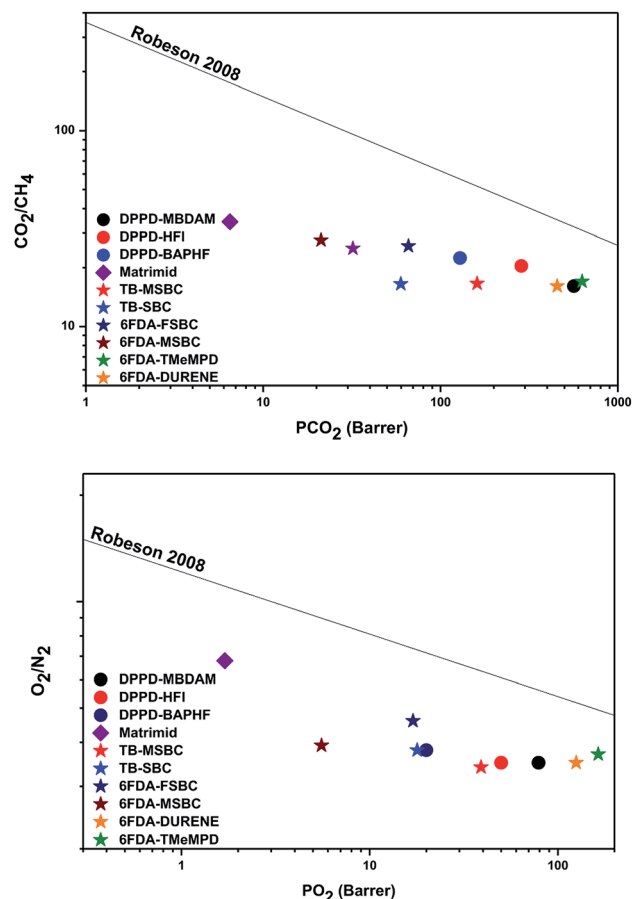 Robeson 2008
100
CO2/CH4
DPPD-MBDAM
DPPD-HFI
DPPD-BAPHF
Matrimid
TB-MSBC
TB-SBC
6FDA-FSBC
6FDA-MSBC
6FDA-TMeMPD
6FDA-DURENE
10
1 10 100 1000
PCO2 (Barrer)
Robeson 2008
O2/N2
DPPD-MBDAM
DPPD-HFI
DPPD-BAPHF
Matrimid
TB-MSBC
TB-SBC
6FDA-FSBC
6FDA-MSBC
6FDA-DURENE
6FDA-TMeMPD
1 10 100
PO2 (Barrer)